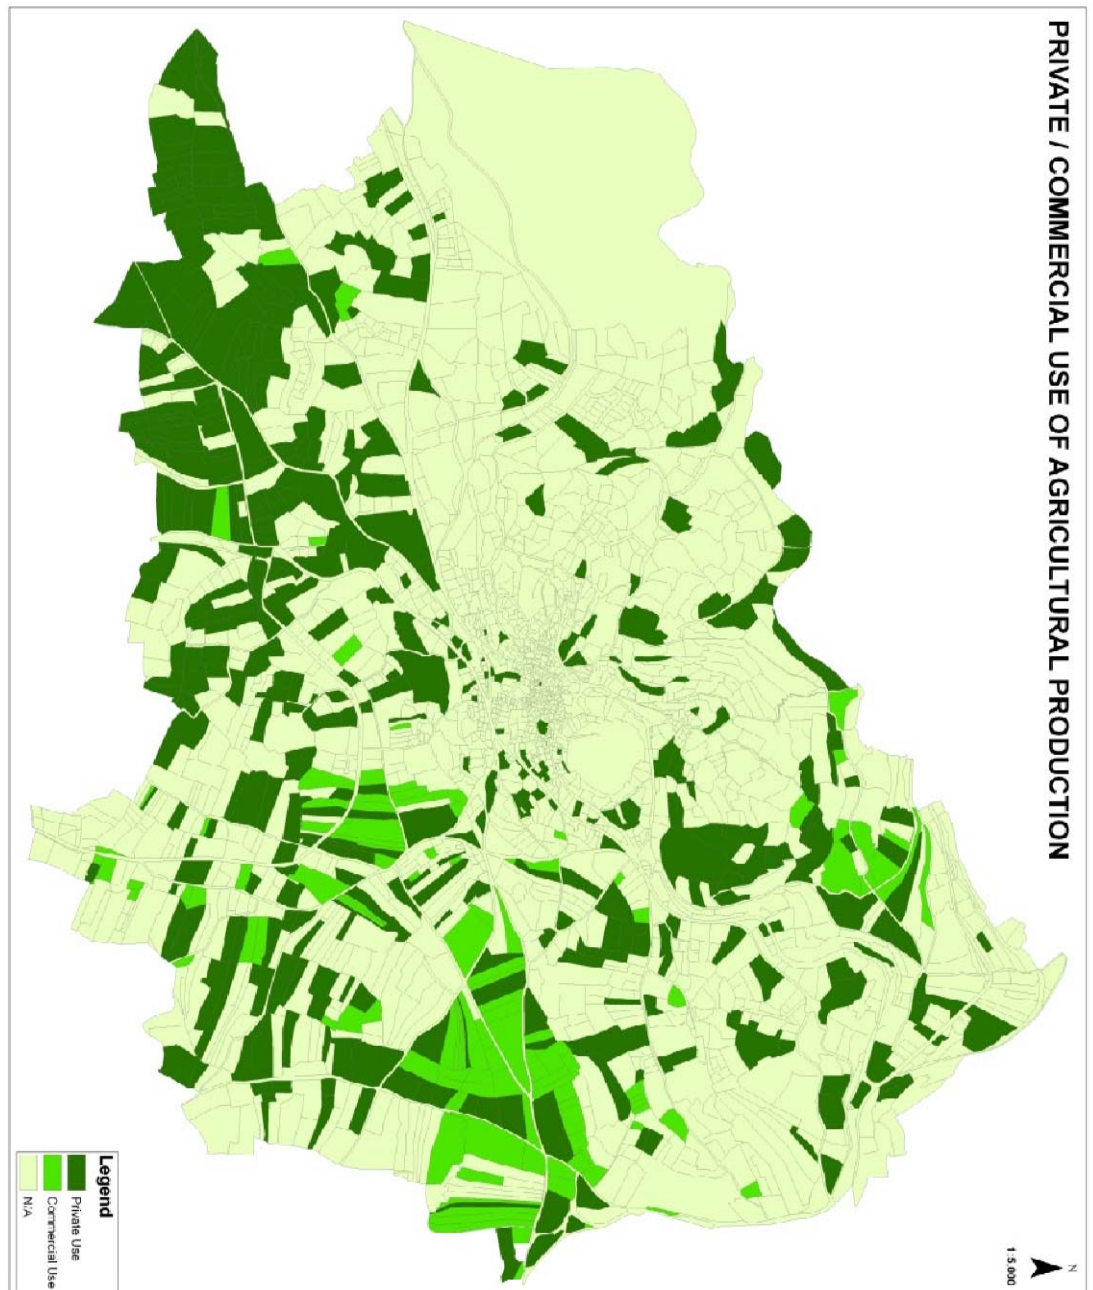 PRIVATE / COMMERCIAL USE OF AGRICULTURAL PRODUCTION
N
1:5.000
Legend
Private Use
Commercial Use
N/A